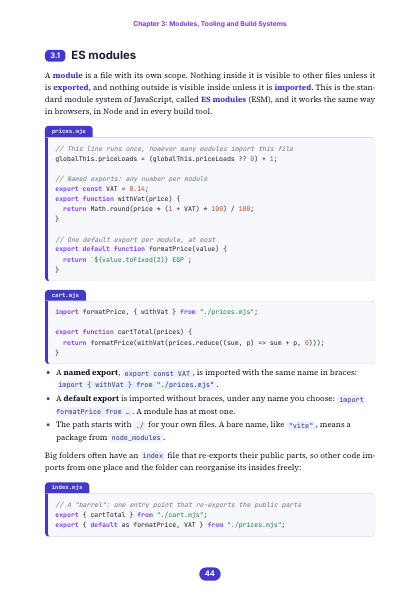 Chapter 3: Modules, Tooling and Build Systems
3.1 ES modules
A module is a file with its own scope. Nothing inside it is visible to other files unless it
is exported, and nothing outside is visible inside unless it is imported. This is the stan-
dard module system of JavaScript, called ES modules (ESM), and it works the same way
in browsers, in Node and in every build tool.
prices.mjs
// This line runs once, however many modules import this file
globalThis.priceLoads = (globalThis.priceLoads ?? 0) + 1;
// Named exports: any number per module
export const VAT = 0.14;
export function withVat(price) {
  return Math.round(price * (1 + VAT) * 100) / 100;
}
// One default export per module, at most
export default function formatPrice(value) {
  return `${value.toFixed(2)} EGP`;
}
cart.mjs
import formatPrice, { withVat } from "./prices.mjs";
export function cartTotal(prices) {
  return formatPrice(withVat(prices.reduce((sum, p) => sum + p, 0)));
}
• A named export, export const VAT, is imported with the same name in braces:
import { withVat } from "./prices.mjs".
• A default export is imported without braces, under any name you choose: import
formatPrice from …. A module has at most one.
• The path starts with ./ for your own files. A bare name, like "vite", means a
package from node_modules.
Big folders often have an index file that re-exports their public parts, so other code im-
ports from one place and the folder can reorganise its insides freely:
index.mjs
// A "barrel": one entry point that re-exports the public parts
export { cartTotal } from "./cart.mjs";
export { default as formatPrice, VAT } from "./prices.mjs";
44